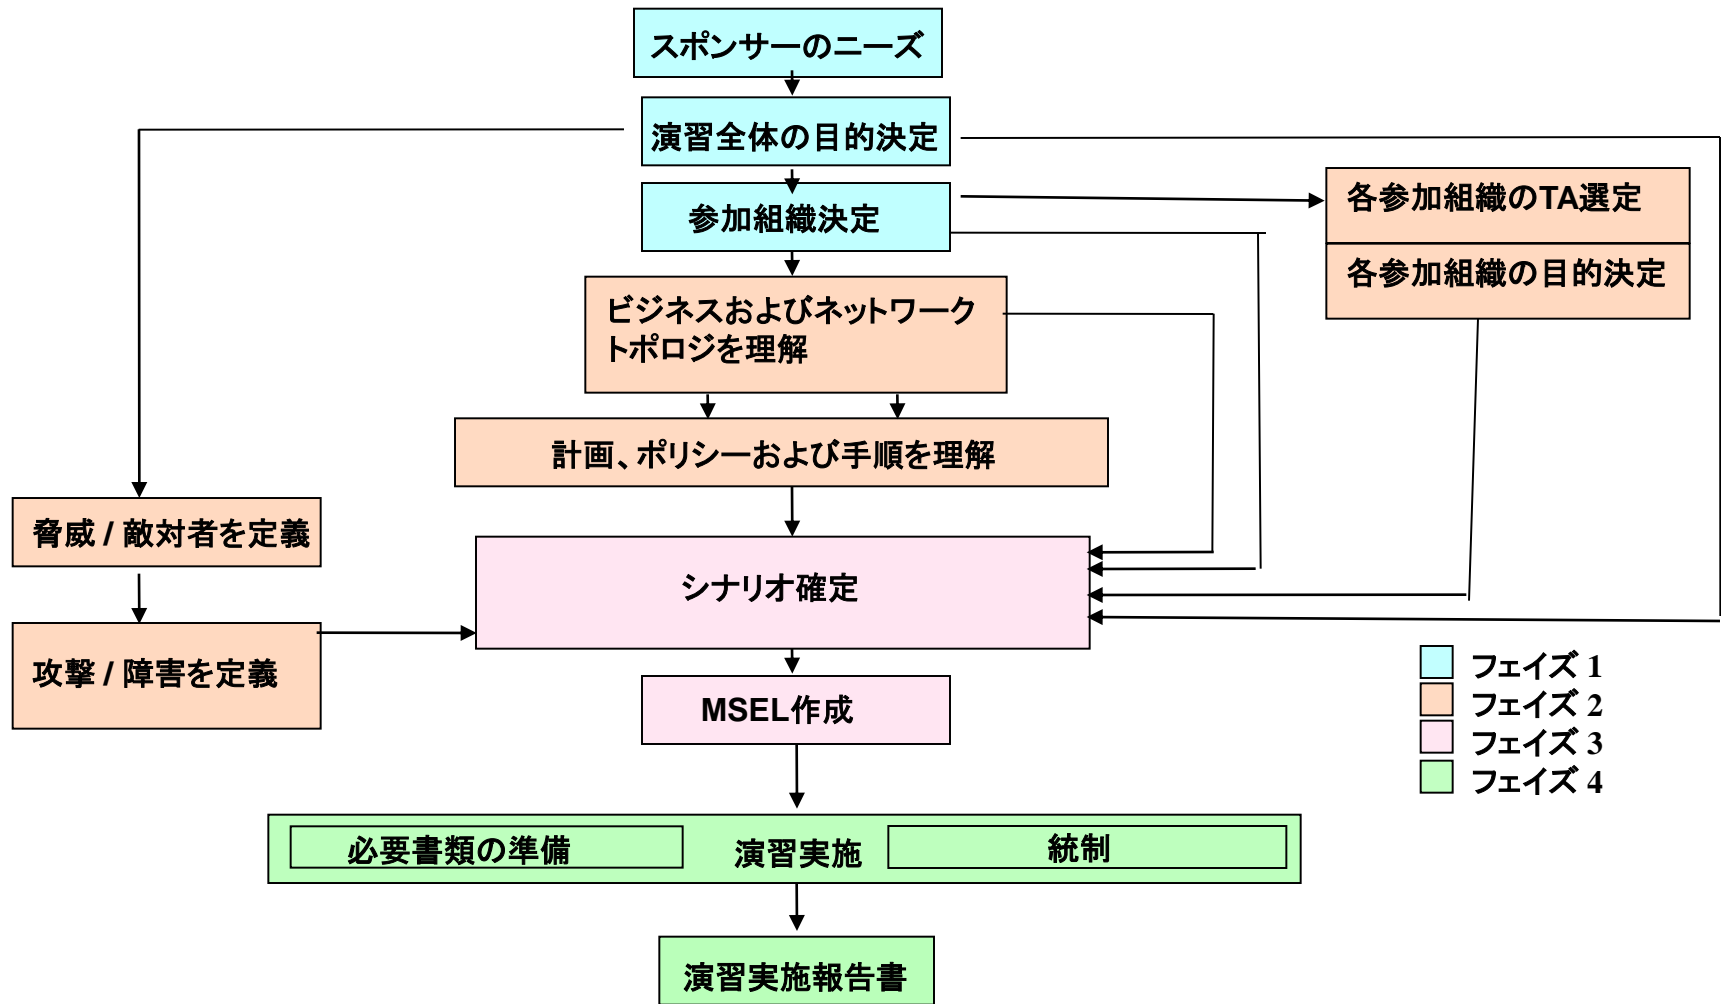 スポンサーのニーズ
演習全体の目的決定
参加組織決定
各参加組織のTA選定
各参加組織の目的決定
ビジネスおよびネットワーク
トポロジを理解
計画、ポリシーおよび手順を理解
脅威 / 敵対者を定義
シナリオ確定
攻撃 / 障害を定義
MSEL作成
フェイズ 1
フェイズ 2
フェイズ 3
フェイズ 4
必要書類の準備
演習実施
統制
演習実施報告書